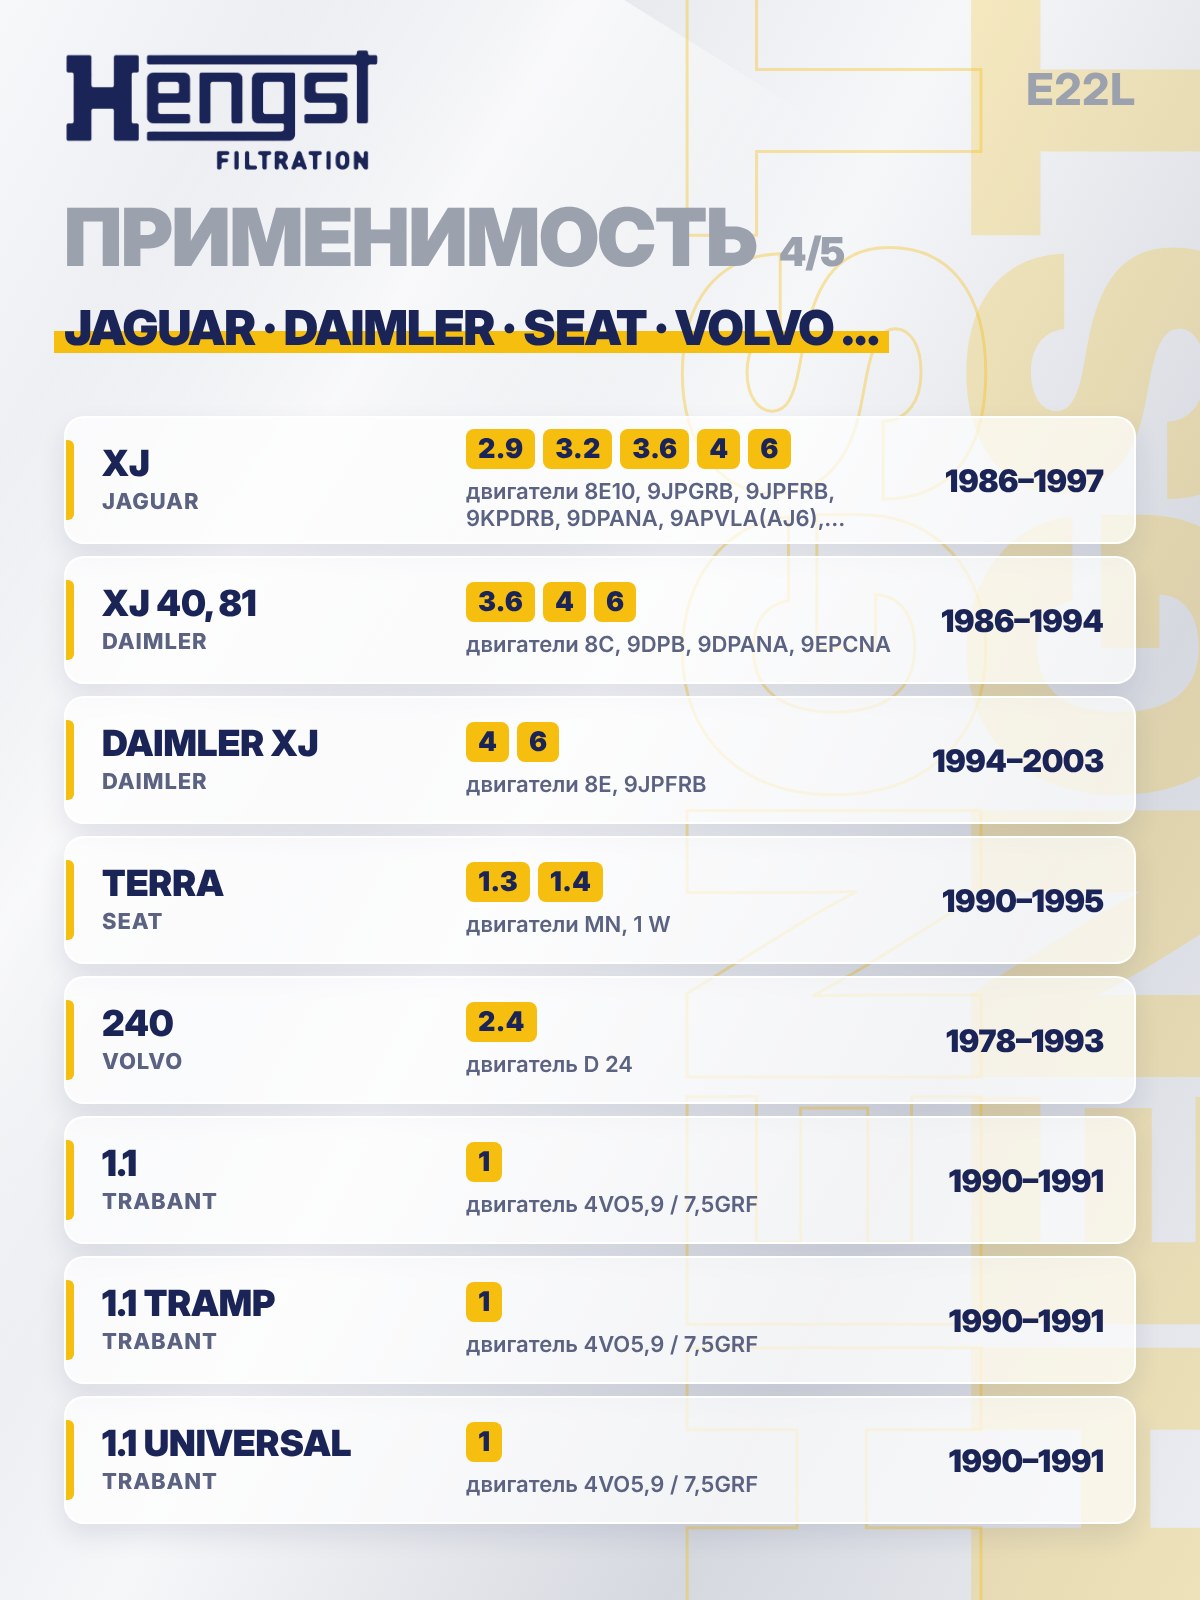 Hengst
FILTRATION
E22L
ПРИМЕНИМОСТЬ 4/5
JAGUAR · DAIMLER · SEAT · VOLVO ...
XJ
JAGUAR
2.9 3.2 3.6 4 6
двигатели 8E10, 9JPGRB, 9JPFRB,
9KPDRB, 9DPANA, 9APVLA(AJ6),...
1986–1997
XJ 40, 81
DAIMLER
3.6 4 6
двигатели 8C, 9DPB, 9DPANA, 9EPCNA
1986–1994
DAIMLER XJ
DAIMLER
4 6
двигатели 8E, 9JPFRB
1994–2003
TERRA
SEAT
1.3 1.4
двигатели MN, 1 W
1990–1995
240
VOLVO
2.4
двигатель D 24
1978–1993
1.1
TRABANT
1
двигатель 4VO5,9 / 7,5GRF
1990–1991
1.1 TRAMP
TRABANT
1
двигатель 4VO5,9 / 7,5GRF
1990–1991
1.1 UNIVERSAL
TRABANT
1
двигатель 4VO5,9 / 7,5GRF
1990–1991
HENGST